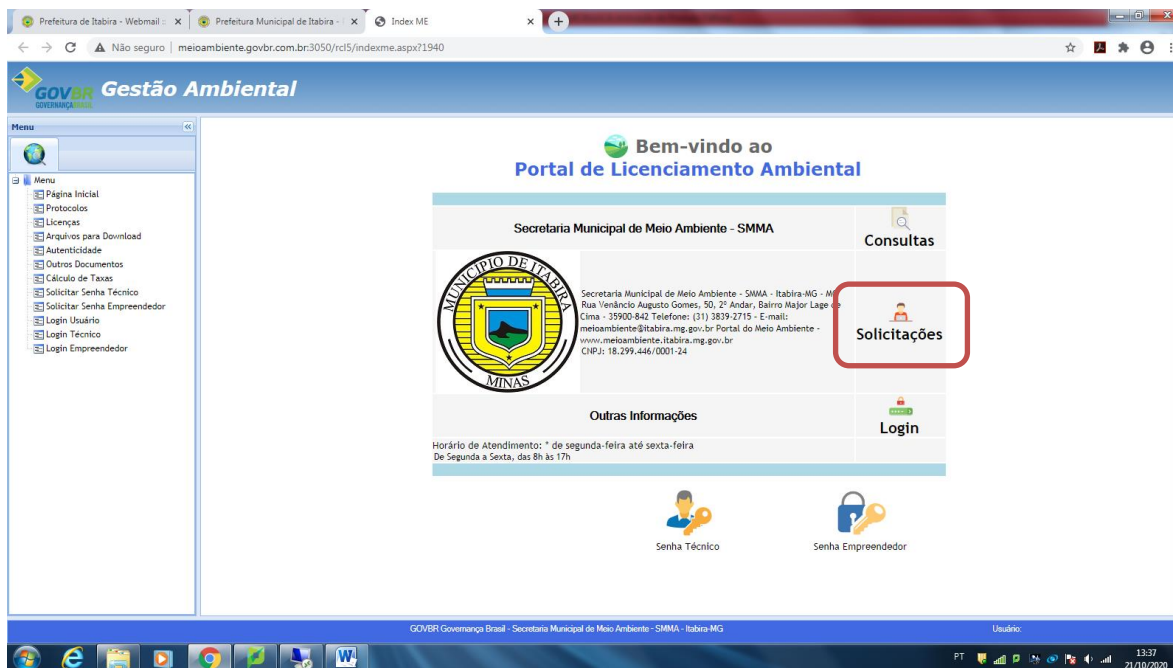 Prefeitura de Itabira - Webmail ::
Prefeitura Municipal de Itabira -
Index ME
Não seguro | meioambiente.govbr.com.br:3050/rcl5/indexme.aspx?1940
GOVBR
GOVERNANÇA BRASIL
Gestão Ambiental
Menu
Menu
Página Inicial
Protocolos
Licenças
Arquivos para Download
Autenticidade
Outros Documentos
Cálculo de Taxas
Solicitar Senha Técnico
Solicitar Senha Empreendedor
Login Usuário
Login Técnico
Login Empreendedor
Bem-vindo ao
Portal de Licenciamento Ambiental
Secretaria Municipal de Meio Ambiente - SMMA
Consultas
MUNICIPIO DE ITABIRA
MINAS
Secretaria Municipal de Meio Ambiente - SMMA - Itabira-MG - MG
Rua Venâncio Augusto Gomes, 50, 2º Andar, Bairro Major Lage de
Cima - 35900-842 Telefone: (31) 3839-2715 - E-mail:
meioambiente@itabira.mg.gov.br Portal do Meio Ambiente -
www.meioambiente.itabira.mg.gov.br
CNPJ: 18.299.446/0001-24
Solicitações
Outras Informações
Login
Horário de Atendimento: * de segunda-feira até sexta-feira
De Segunda a Sexta, das 8h às 17h
Senha Técnico
Senha Empreendedor
GOVBR Governança Brasil - Secretaria Municipal de Meio Ambiente - SMMA - Itabira-MG
Usuário:
PT
13:37
21/10/2020